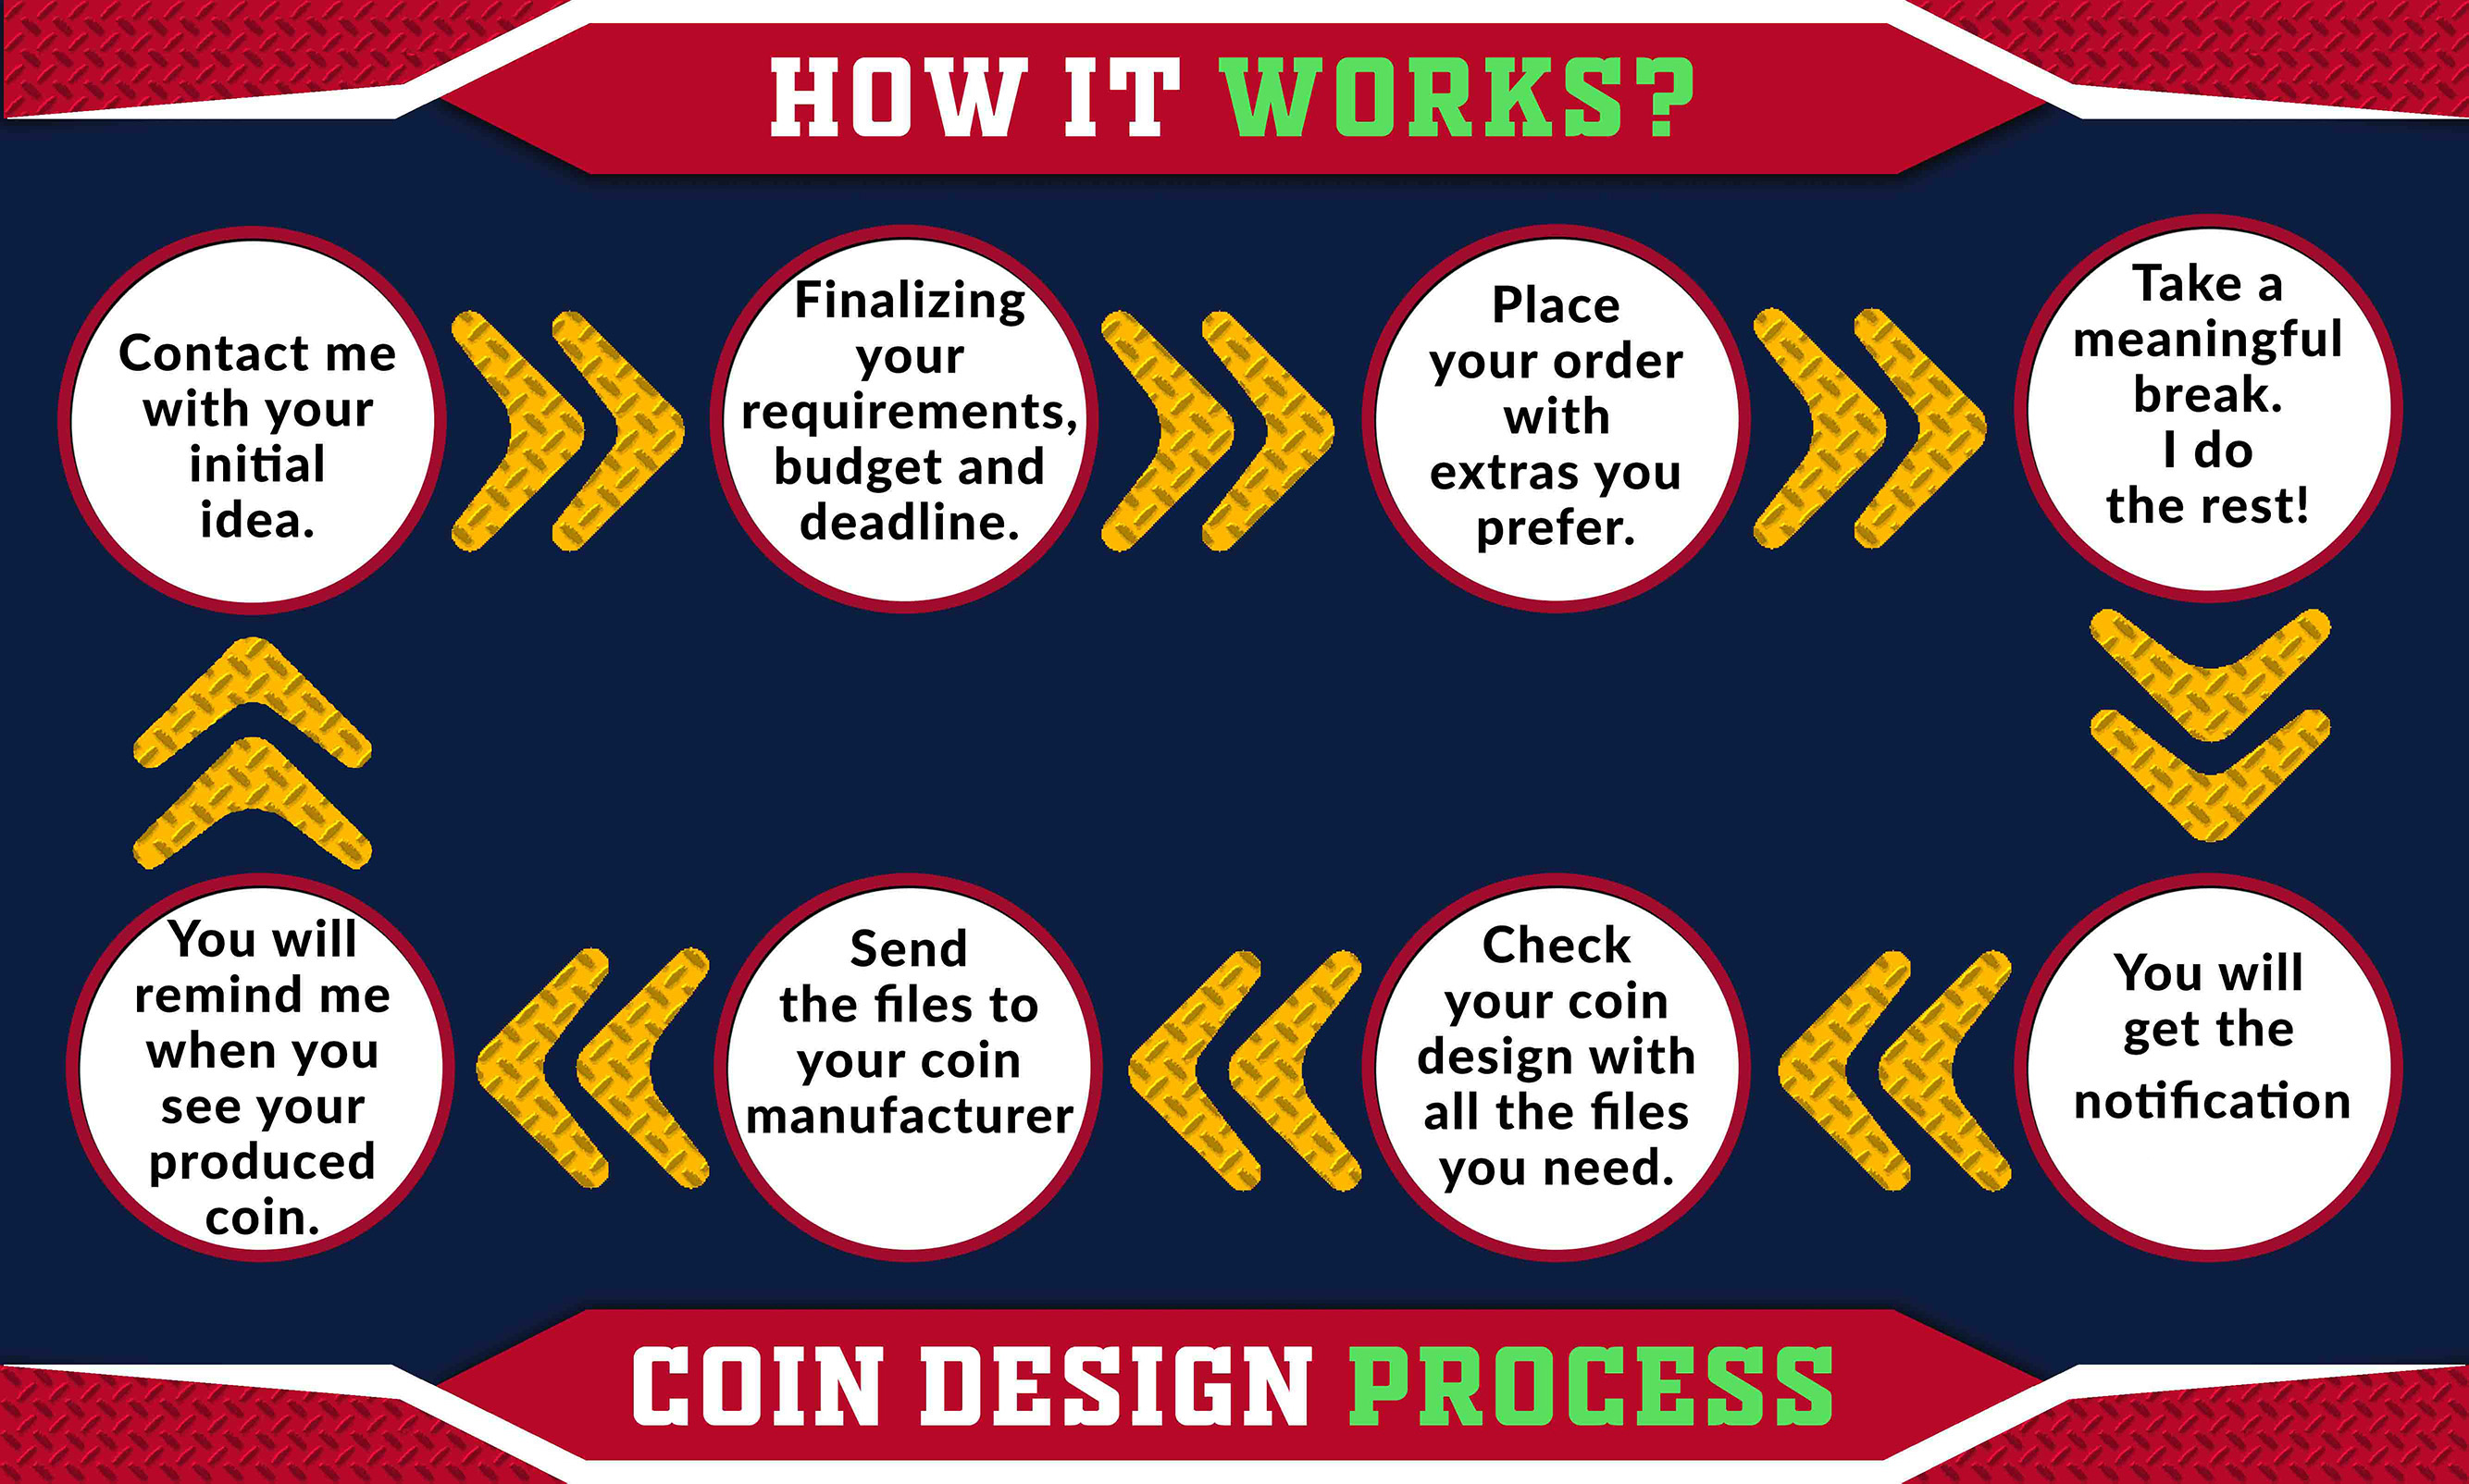 HOW IT WORKS?
Contact me
with your
initial
idea.
Finalizing
your
requirements,
budget and
deadline.
Place
your order
with
extras you
prefer.
Take a
meaningful
break.
I do
the rest!
You will
get the
notification
Check
your coin
design with
all the files
you need.
Send
the files to
your coin
manufacturer
You will
remind me
when you
see your
produced
coin.
COIN DESIGN PROCESS